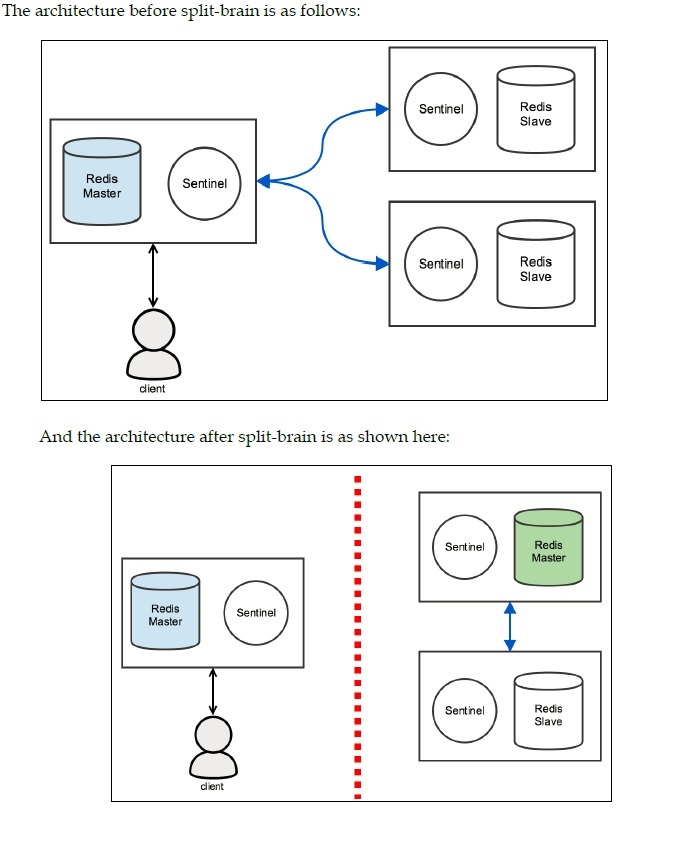 The architecture before split-brain is as follows:
Sentinel
Redis
Slave
Redis
Master
Sentinel
Sentinel
Redis
Slave
client
And the architecture after split-brain is as shown here:
Sentinel
Redis
Master
Redis
Master
Sentinel
Sentinel
Redis
Slave
client